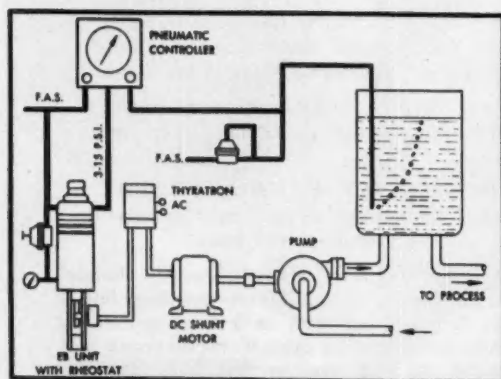 PNEUMATIC
CONTROLLER
F.A.S.
3-15 P.S.I.
F.A.S.
THYRATRON
AC
PUMP
DC SHUNT
MOTOR
TO PROCESS
EB UNIT
WITH RHEOSTAT